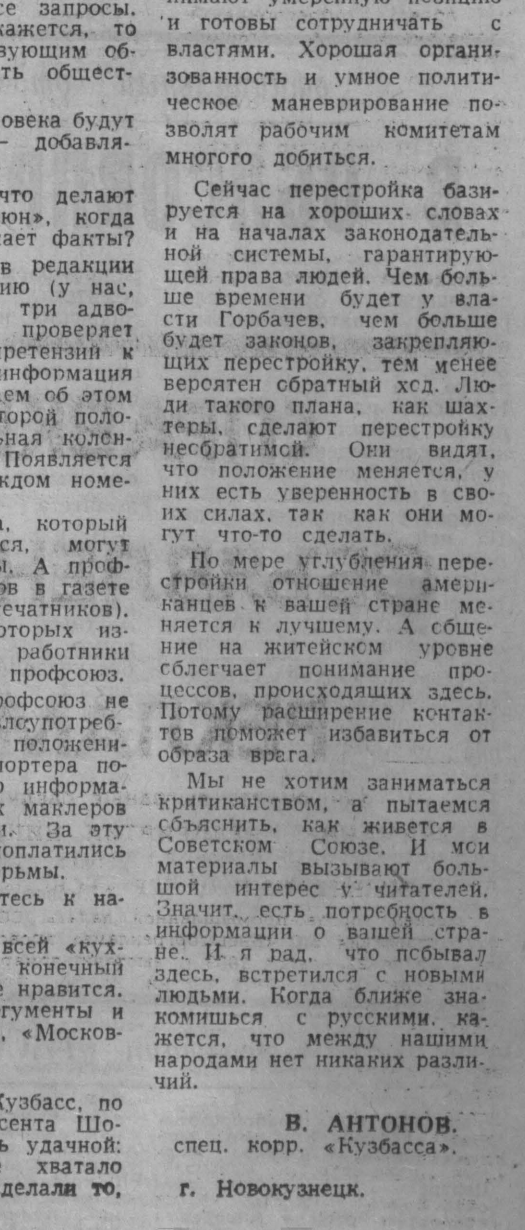 се запросы.
кажется, то
вующим об-
ть общест-
овека будут
— добавля-
что делают
юн», когда
ает факты?
в редакции
ию (у нас,
три адво-
проверяет
претензий к
информация
ем об этом
торой поло-
ьная колон-
Появляется
ждом номе-
а, который
ся, могут
ы. А проф-
ов в газете
ечатников).
оторых из-
работники
профсоюз.
рофсоюз не
злоупотреб-
положени-
портера по-
о информа-
х маклеров
и. За эту
оплатились
рьмы.
тесь к на-
всей «кух-
конечный
е нравится.
гументы и
, «Москов-
Кузбасс, по
сента Шо-
ь удачной:
е хватало
делали то,
и готовы сотрудничать с
властями. Хорошая органи-
зованность и умное полити-
ческое маневрирование по-
зволят рабочим комитетам
многого добиться.
Сейчас перестройка бази-
руется на хороших словах
и на началах законодатель-
ной системы, гарантирую-
щей права людей. Чем боль-
ше времени будет у вла-
сти Горбачев, чем больше
будет законов, закрепляю-
щих перестройку, тем менее
вероятен обратный ход. Лю-
ди такого плана, как шах-
теры, сделают перестройку
необратимой. Они видят,
что положение меняется, у
них есть уверенность в сво-
их силах, так как они мо-
гут что-то сделать.
По мере углубления пере-
стройки отношение амери-
канцев к вашей стране ме-
няется к лучшему. А обще-
ние на житейском уровне
облегчает понимание про-
цессов, происходящих здесь.
Потому расширение контак-
тов поможет избавиться от
образа врага.
Мы не хотим заниматься
критиканством, а пытаемся
объяснить, как живется в
Советском Союзе. И мои
материалы вызывают боль-
шой интерес у читателей.
Значит, есть потребность в
информации о вашей стра-
не. И я рад, что побывал
здесь, встретился с новыми
людьми. Когда ближе зна-
комишься с русскими, ка-
жется, что между нашими
народами нет никаких разли-
чий.
В. АНТОНОВ.
спец. корр. «Кузбасса».
г. Новокузнецк.